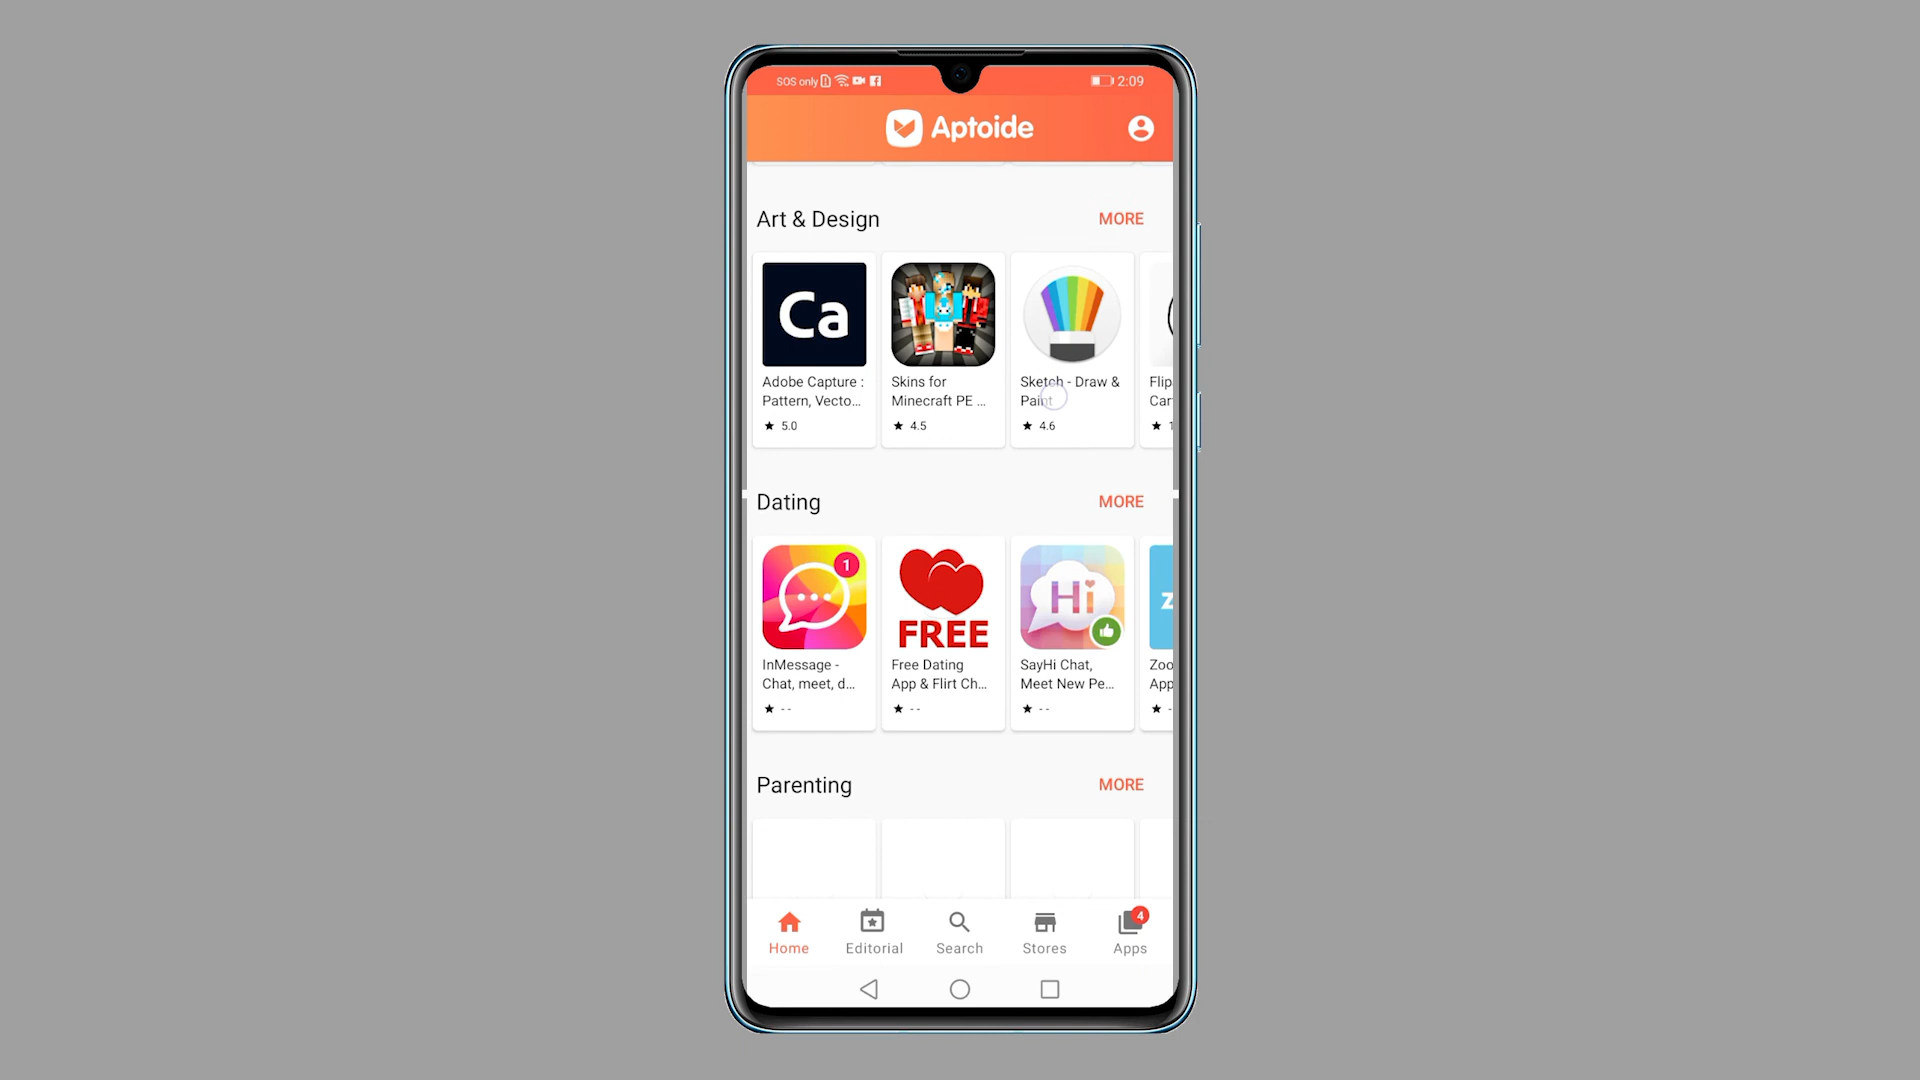 SOS only 2:09
Aptoide
Art & Design MORE
Ca
Adobe Capture :
Pattern, Vecto...
5.0
Skins for
Minecraft PE ...
4.5
Sketch - Draw &
Paint
4.6
Flip
Car
1
Dating MORE
1
InMessage -
Chat, meet, d...
--
FREE
Free Dating
App & Flirt Ch...
--
Hi
SayHi Chat,
Meet New Pe...
--
Z
Zoo
App
-
Parenting MORE
4
Home Editorial Search Stores Apps